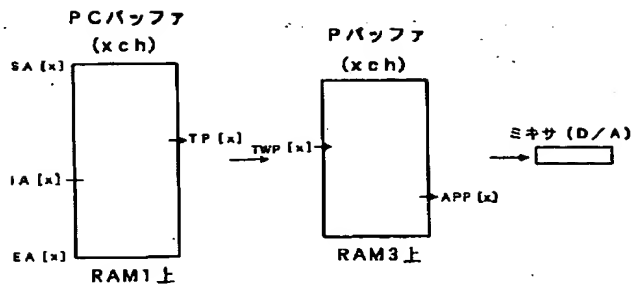 PCバッファ
(xch)
SA[x]
TP[x]
IA[x]
EA[x]
RAM1上
Pバッファ
(xch)
TWP[x]
APP[x]
RAM3上
ミキサ(D/A)